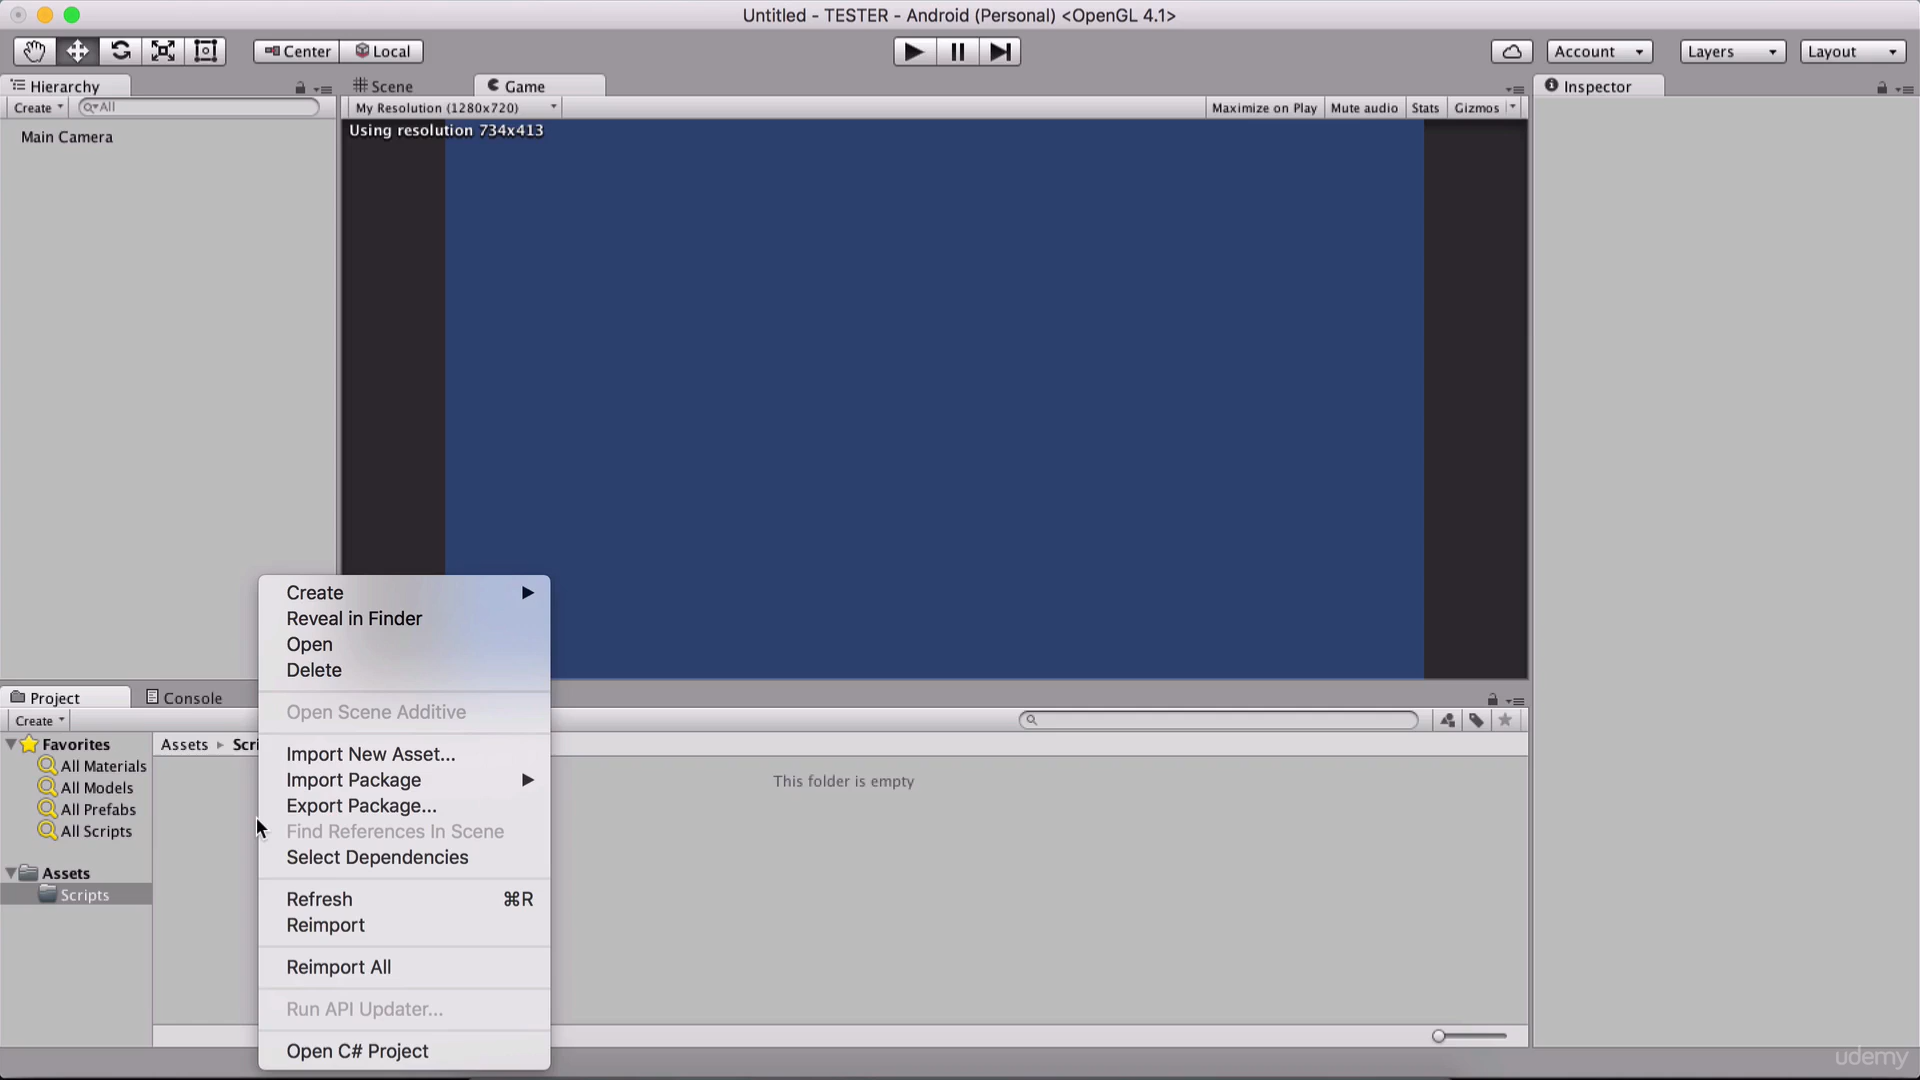 Untitled - TESTER - Android (Personal) <OpenGL 4.1>
Center
Local
Account
Layers
Layout
Hierarchy
Scene
Game
Inspector
Create
All
My Resolution (1280x720)
Maximize on Play
Mute audio
Stats
Gizmos
Using resolution 734x413
Main Camera
Create
Reveal in Finder
Open
Delete
Open Scene Additive
Import New Asset...
Import Package
Export Package...
Find References In Scene
Select Dependencies
Refresh ⌘R
Reimport
Reimport All
Run API Updater...
Open C# Project
Project
Console
Create
Favorites
All Materials
All Models
All Prefabs
All Scripts
Assets
Scripts
Assets ▸ Scri
This folder is empty
udemy